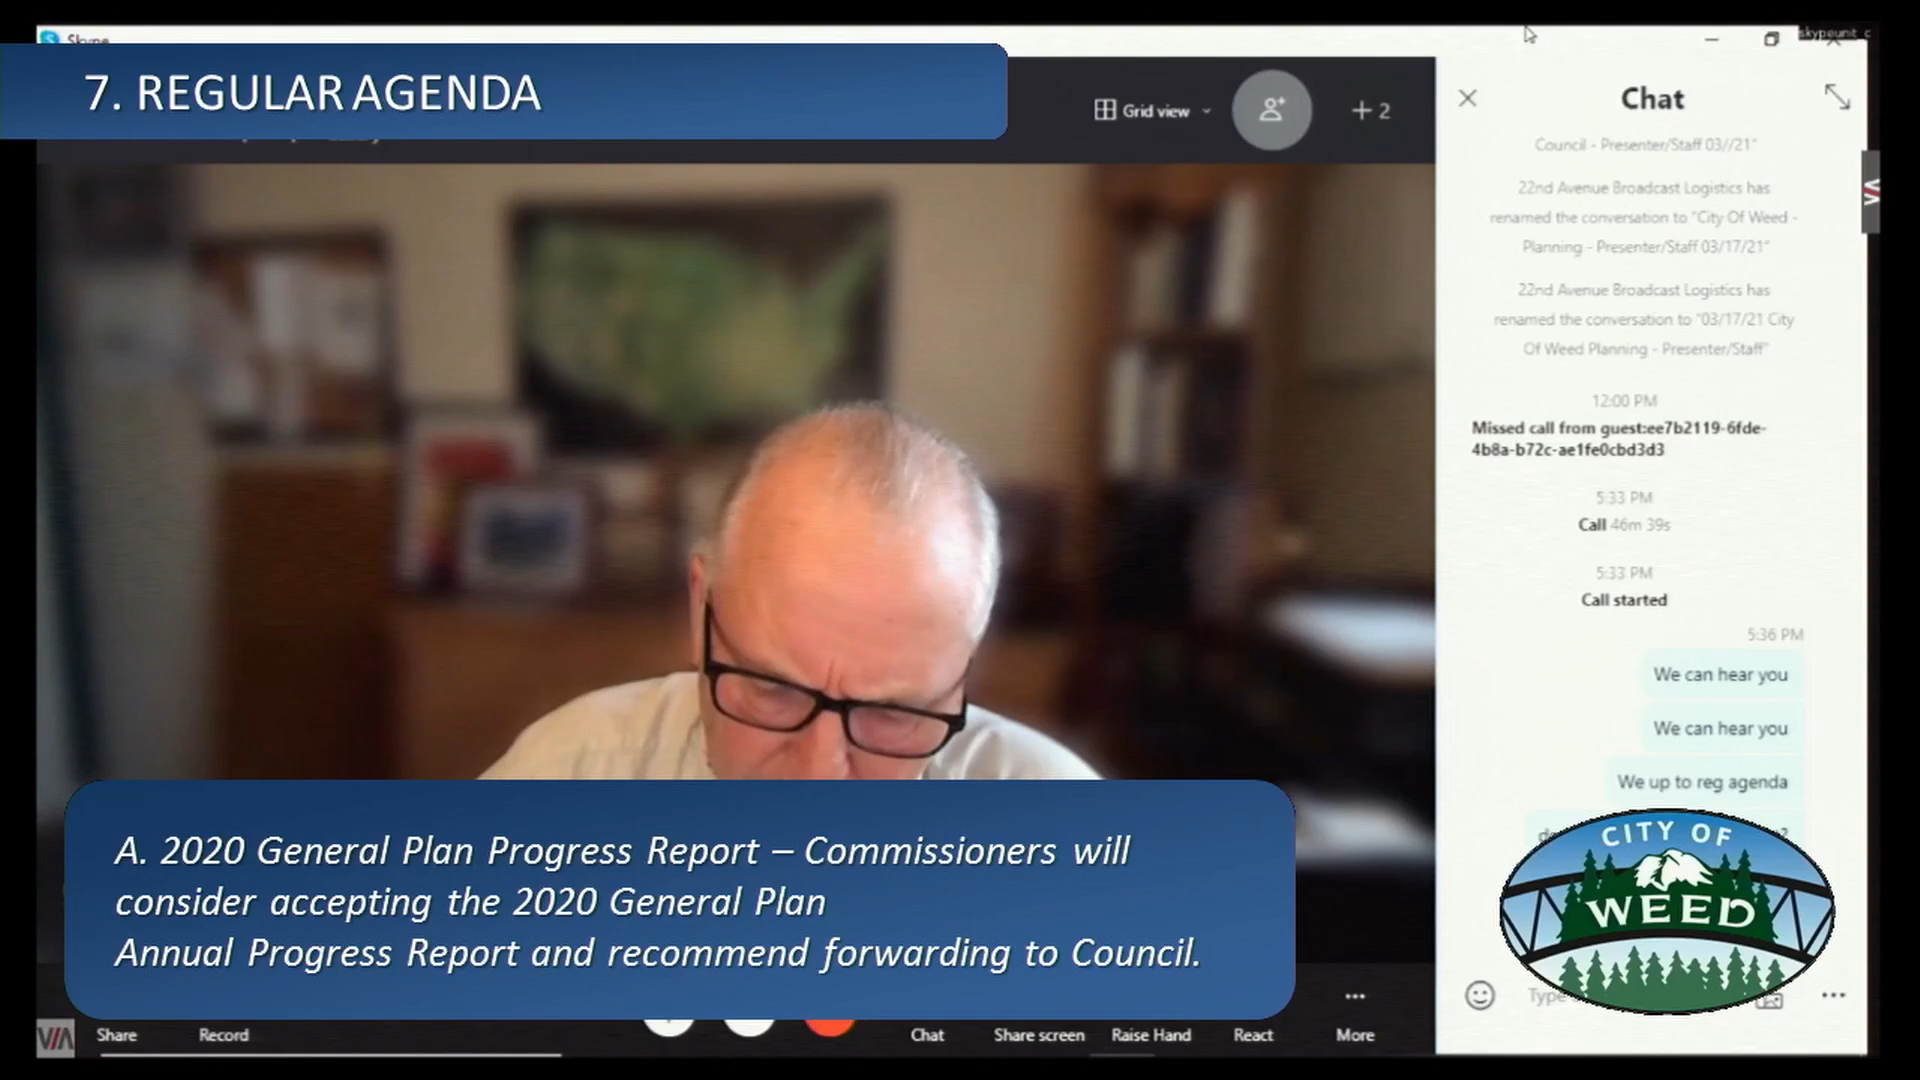 Skype
skypeunit_c
7. REGULAR AGENDA
Grid view
+ 2
Chat
Council - Presenter/Staff 03//21"
22nd Avenue Broadcast Logistics has
renamed the conversation to "City Of Weed -
Planning - Presenter/Staff 03/17/21"
22nd Avenue Broadcast Logistics has
renamed the conversation to "03/17/21 City
Of Weed Planning - Presenter/Staff"
12:00 PM
Missed call from guest:ee7b2119-6fde-
4b8a-b72c-ae1fe0cbd3d3
5:33 PM
Call 46m 39s
5:33 PM
Call started
5:36 PM
We can hear you
We can hear you
We up to reg agenda
A. 2020 General Plan Progress Report – Commissioners will
consider accepting the 2020 General Plan
Annual Progress Report and recommend forwarding to Council.
CITY OF
WEED
Type
VIA
Share
Record
Chat
Share screen
Raise Hand
React
More